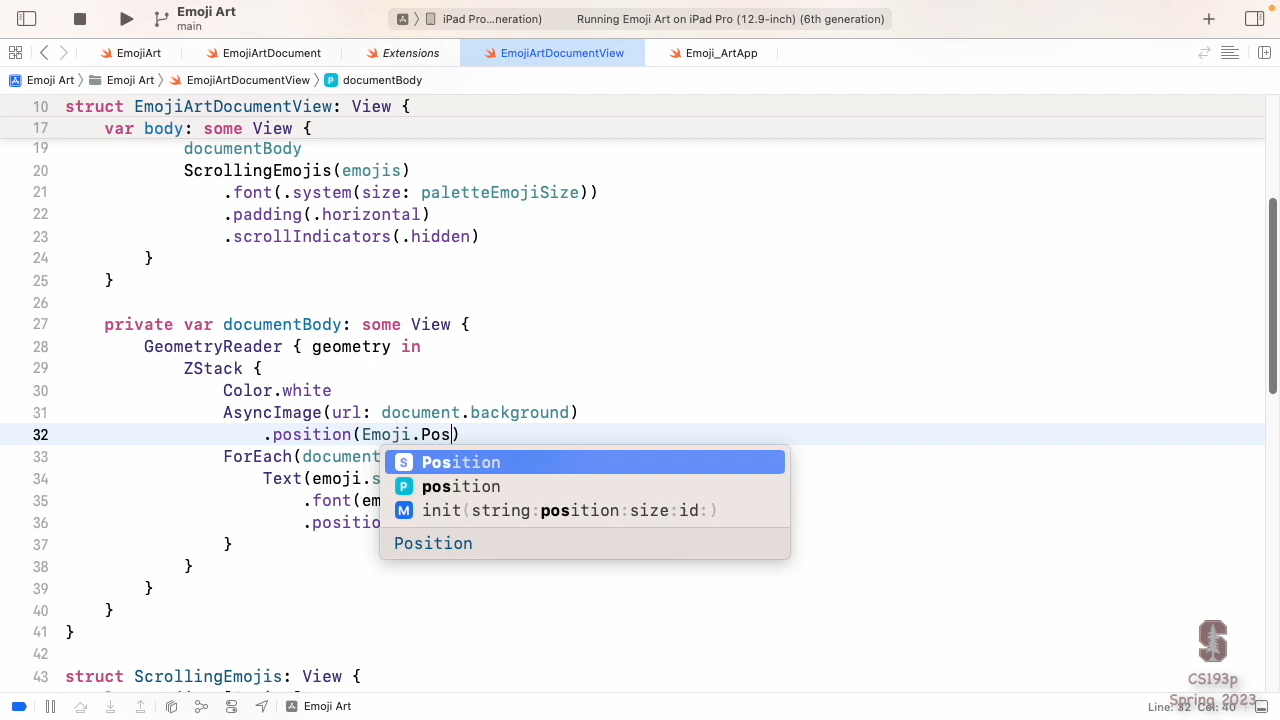 Emoji Art
main
iPad Pro...neration)
Running Emoji Art on iPad Pro (12.9-inch) (6th generation)
EmojiArt
EmojiArtDocument
Extensions
EmojiArtDocumentView
Emoji_ArtApp
Emoji Art
Emoji Art
EmojiArtDocumentView
P documentBody
10 struct EmojiArtDocumentView: View {
17 var body: some View {
19 documentBody
20 ScrollingEmojis(emojis)
21 .font(.system(size: paletteEmojiSize))
22 .padding(.horizontal)
23 .scrollIndicators(.hidden)
24 }
25 }
26
27 private var documentBody: some View {
28 GeometryReader { geometry in
29 ZStack {
30 Color.white
31 AsyncImage(url: document.background)
32 .position(Emoji.Pos)
33 ForEach(document
34 Text(emoji.s
35 .font(em
36 .positio
37 }
38 }
39 }
40 }
41 }
42
43 struct ScrollingEmojis: View {
S Position
P position
M init(string:position:size:id:)
Position
Emoji Art
Line: 32 Col: 40
S
CS193p
Spring 2023